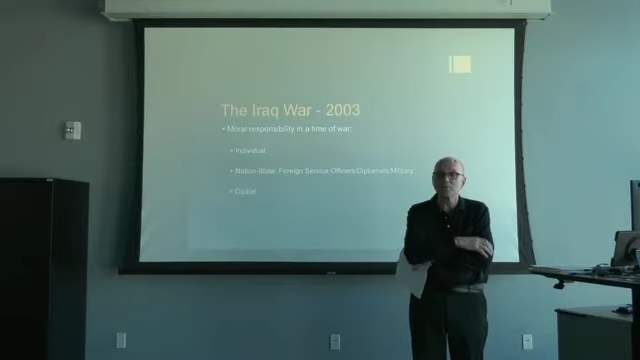 The Iraq War - 2003
• Moral responsibility in a time of war:
• Individual
• Nation-State: Foreign Service Officers/Diplomats/Military
• Global